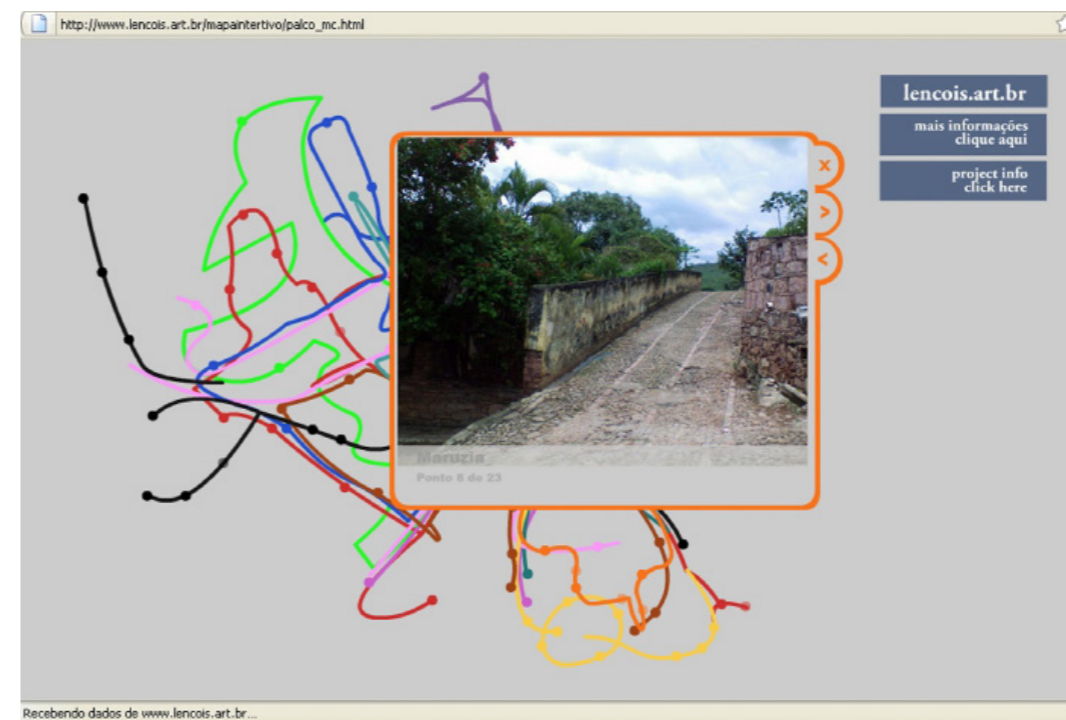 http://www.lencois.art.br/mapaintertivo/palco_mc.html
lencois.art.br
mais informações
clique aqui
project info
click here
x
>
<
Maruzia
Ponto 8 de 23
Recebendo dados de www.lencois.art.br...